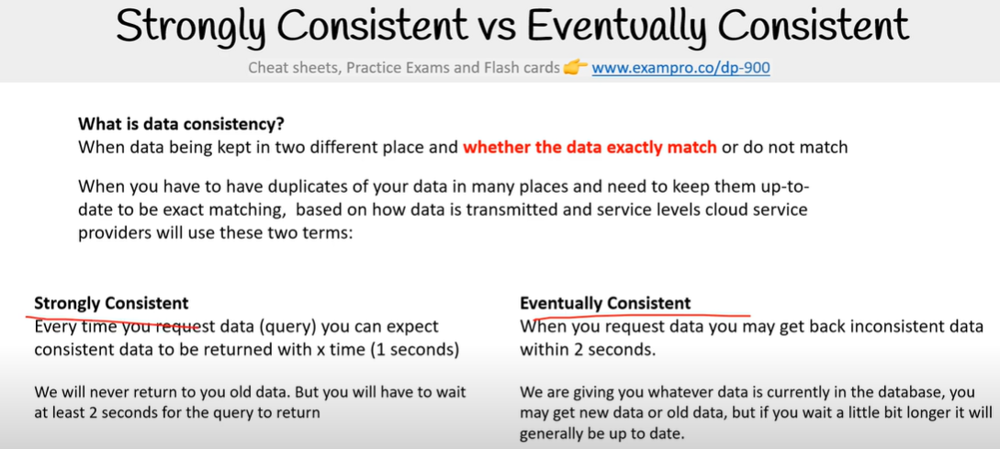 Strongly Consistent vs Eventually Consistent
Cheat sheets, Practice Exams and Flash cards 👉 www.exampro.co/dp-900
What is data consistency?
When data being kept in two different place and whether the data exactly match or do not match
When you have to have duplicates of your data in many places and need to keep them up-to-
date to be exact matching, based on how data is transmitted and service levels cloud service
providers will use these two terms:
Strongly Consistent
Every time you request data (query) you can expect
consistent data to be returned with x time (1 seconds)
We will never return to you old data. But you will have to wait
at least 2 seconds for the query to return
Eventually Consistent
When you request data you may get back inconsistent data
within 2 seconds.
We are giving you whatever data is currently in the database, you
may get new data or old data, but if you wait a little bit longer it will
generally be up to date.